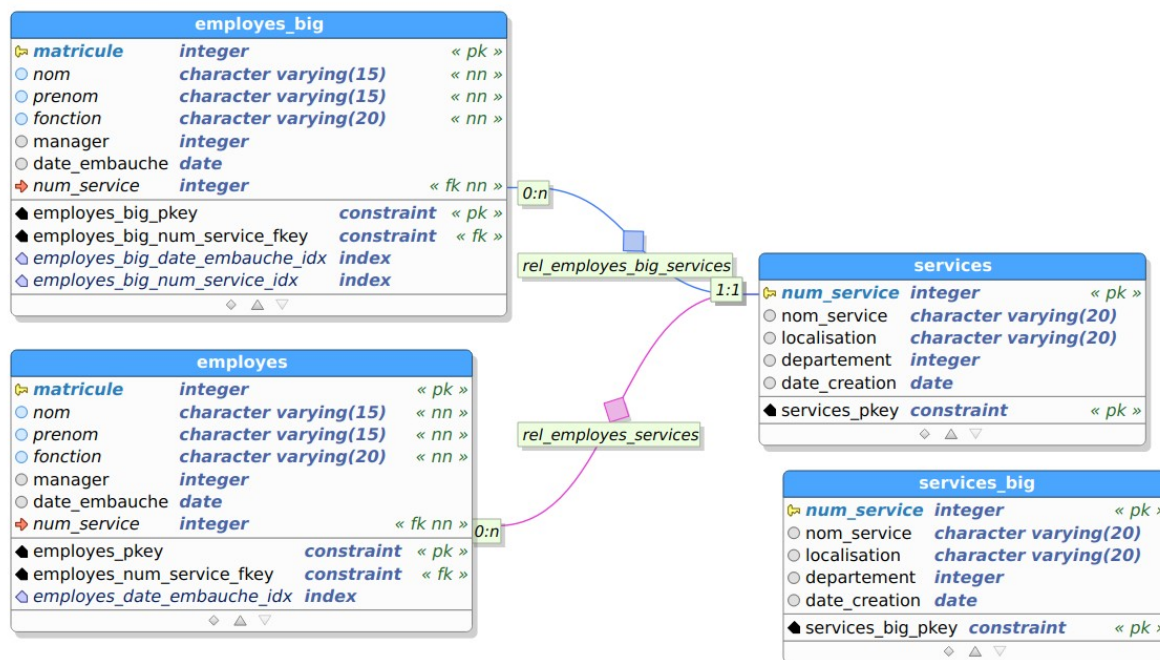 employes_big
matricule integer « pk »
nom character varying(15) « nn »
prenom character varying(15) « nn »
fonction character varying(20) « nn »
manager integer
date_embauche date
num_service integer « fk nn »
employes_big_pkey constraint « pk »
employes_big_num_service_fkey constraint « fk »
employes_big_date_embauche_idx index
employes_big_num_service_idx index
0:n
rel_employes_big_services
1:1
services
num_service integer « pk »
nom_service character varying(20)
localisation character varying(20)
departement integer
date_creation date
services_pkey constraint « pk »
employes
matricule integer « pk »
nom character varying(15) « nn »
prenom character varying(15) « nn »
fonction character varying(20) « nn »
manager integer
date_embauche date
num_service integer « fk nn »
employes_pkey constraint « pk »
employes_num_service_fkey constraint « fk »
employes_date_embauche_idx index
0:n
rel_employes_services
services_big
num_service integer « pk »
nom_service character varying(20)
localisation character varying(20)
departement integer
date_creation date
services_big_pkey constraint « pk »